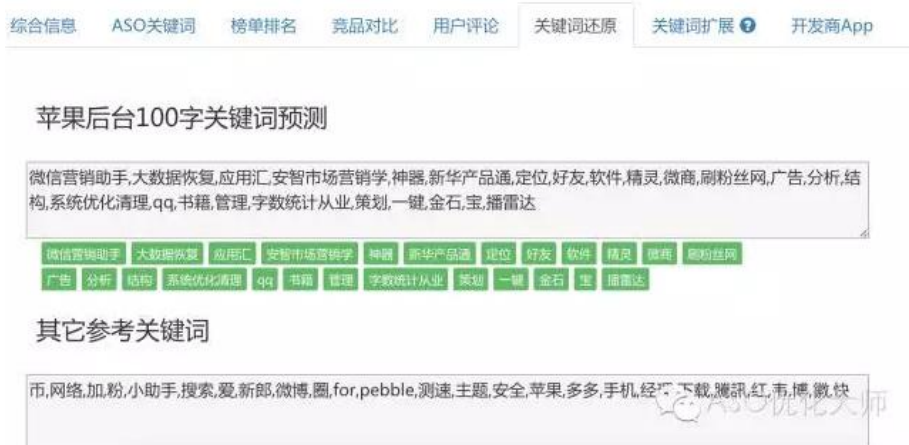 综合信息 ASO关键词 榜单排名 竞品对比 用户评论 关键词还原 关键词扩展 ? 开发商App
苹果后台100字关键词预测
微信营销助手,大数据恢复,应用汇,安智市场营销学,神器,新华产品通,定位,好友,软件,精灵,微商,刷粉丝网,广告,分析,结
构,系统优化清理,qq,书籍,管理,字数统计从业,策划,一键,金石,宝,播雷达
微信营销助手 大数据恢复 应用汇 安智市场营销学 神器 新华产品通 定位 好友 软件 精灵 微商 刷粉丝网
广告 分析 结构 系统优化清理 qq 书籍 管理 字数统计从业 策划 一键 金石 宝 播雷达
其它参考关键词
币,网络,加,粉,小助手,搜索,爱,新郎,微博,圈,for,pebble,测速,主题,安全,苹果,多多,手机,下载,騰訊,红,韦,博,徽,快
ASO优化大师